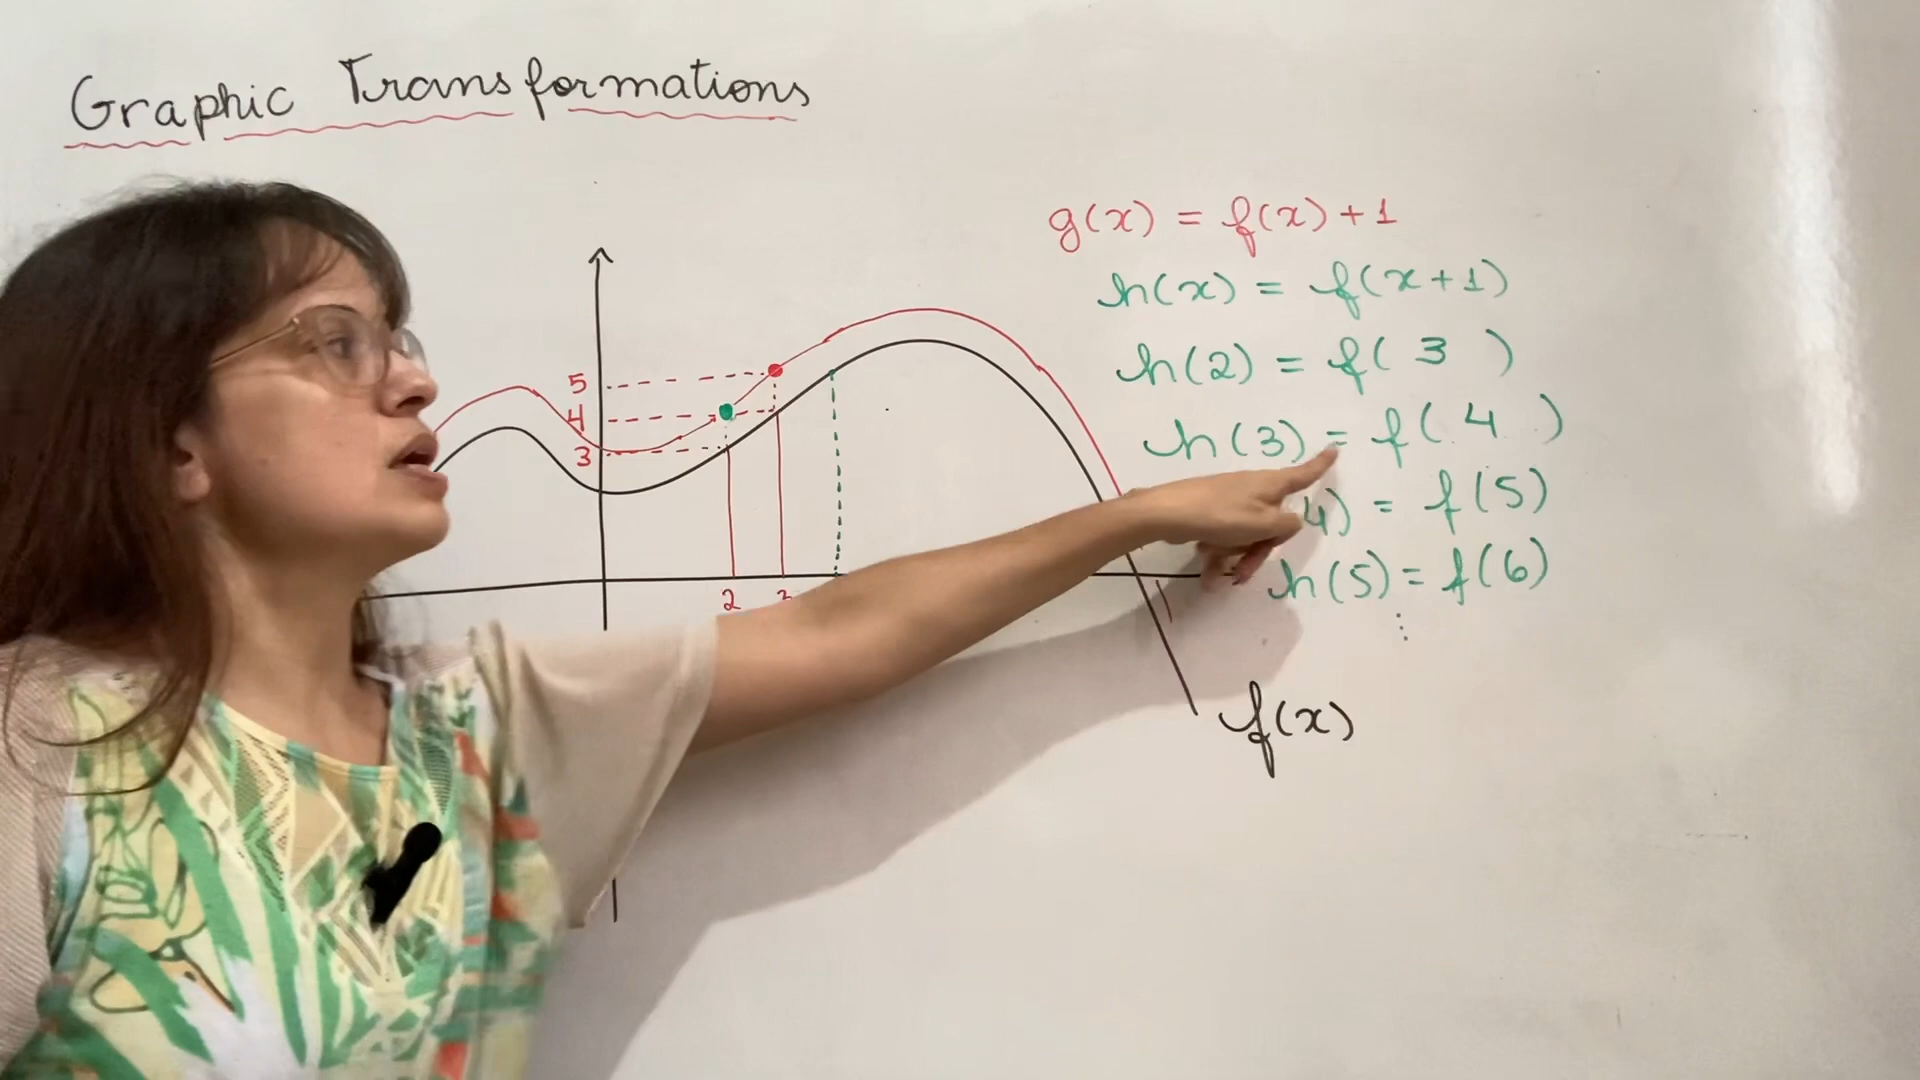 Graphic Transformations
g(x) = f(x)+1
h(x) = f(x+1)
h(2) = f( 3 )
h(3) = f( 4 )
4) = f(5)
h(5) = f(6)
⋮
5
4
3
2
f(x)